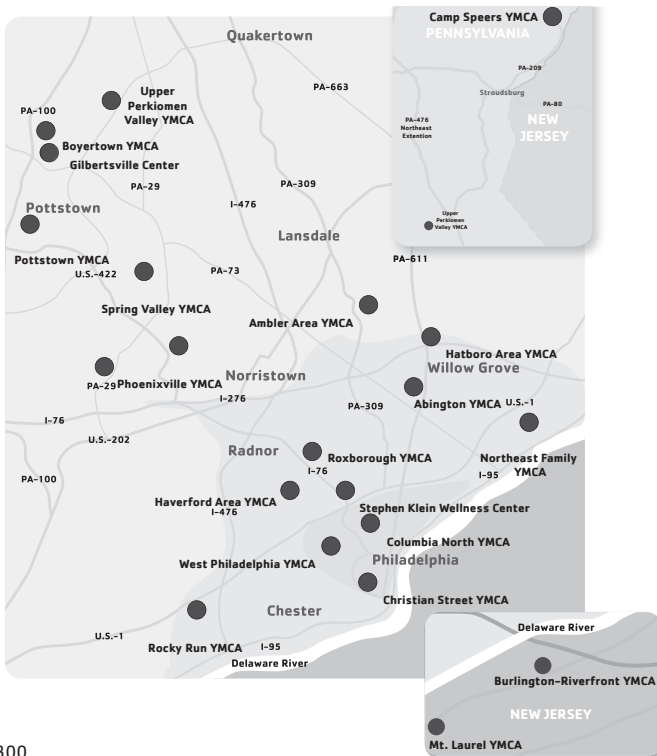 Camp Speers YMCA
PENNSYLVANIA
PA-209
Stroudsburg
PA-80
PA-476
Northeast
Extention
NEW
JERSEY
Upper
Perkiomen
Valley YMCA
Quakertown
PA-663
Upper
Perkiomen
Valley YMCA
PA-100
Boyertown YMCA
Gilbertsville Center
PA-29
PA-309
I-476
Pottstown
Lansdale
Pottstown YMCA
U.S.-422
PA-73
PA-611
Spring Valley YMCA
Ambler Area YMCA
Hatboro Area YMCA
Willow Grove
Norristown
PA-29
Phoenixville YMCA
I-276
PA-309
Abington YMCA
U.S.-1
I-76
U.S.-202
Radnor
Roxborough YMCA
Northeast Family
YMCA
I-76
I-95
PA-100
Haverford Area YMCA
I-476
Stephen Klein Wellness Center
Columbia North YMCA
West Philadelphia YMCA
Philadelphia
Christian Street YMCA
Chester
U.S.-1
Rocky Run YMCA
I-95
Delaware River
Delaware River
Burlington-Riverfront YMCA
NEW JERSEY
Mt. Laurel YMCA